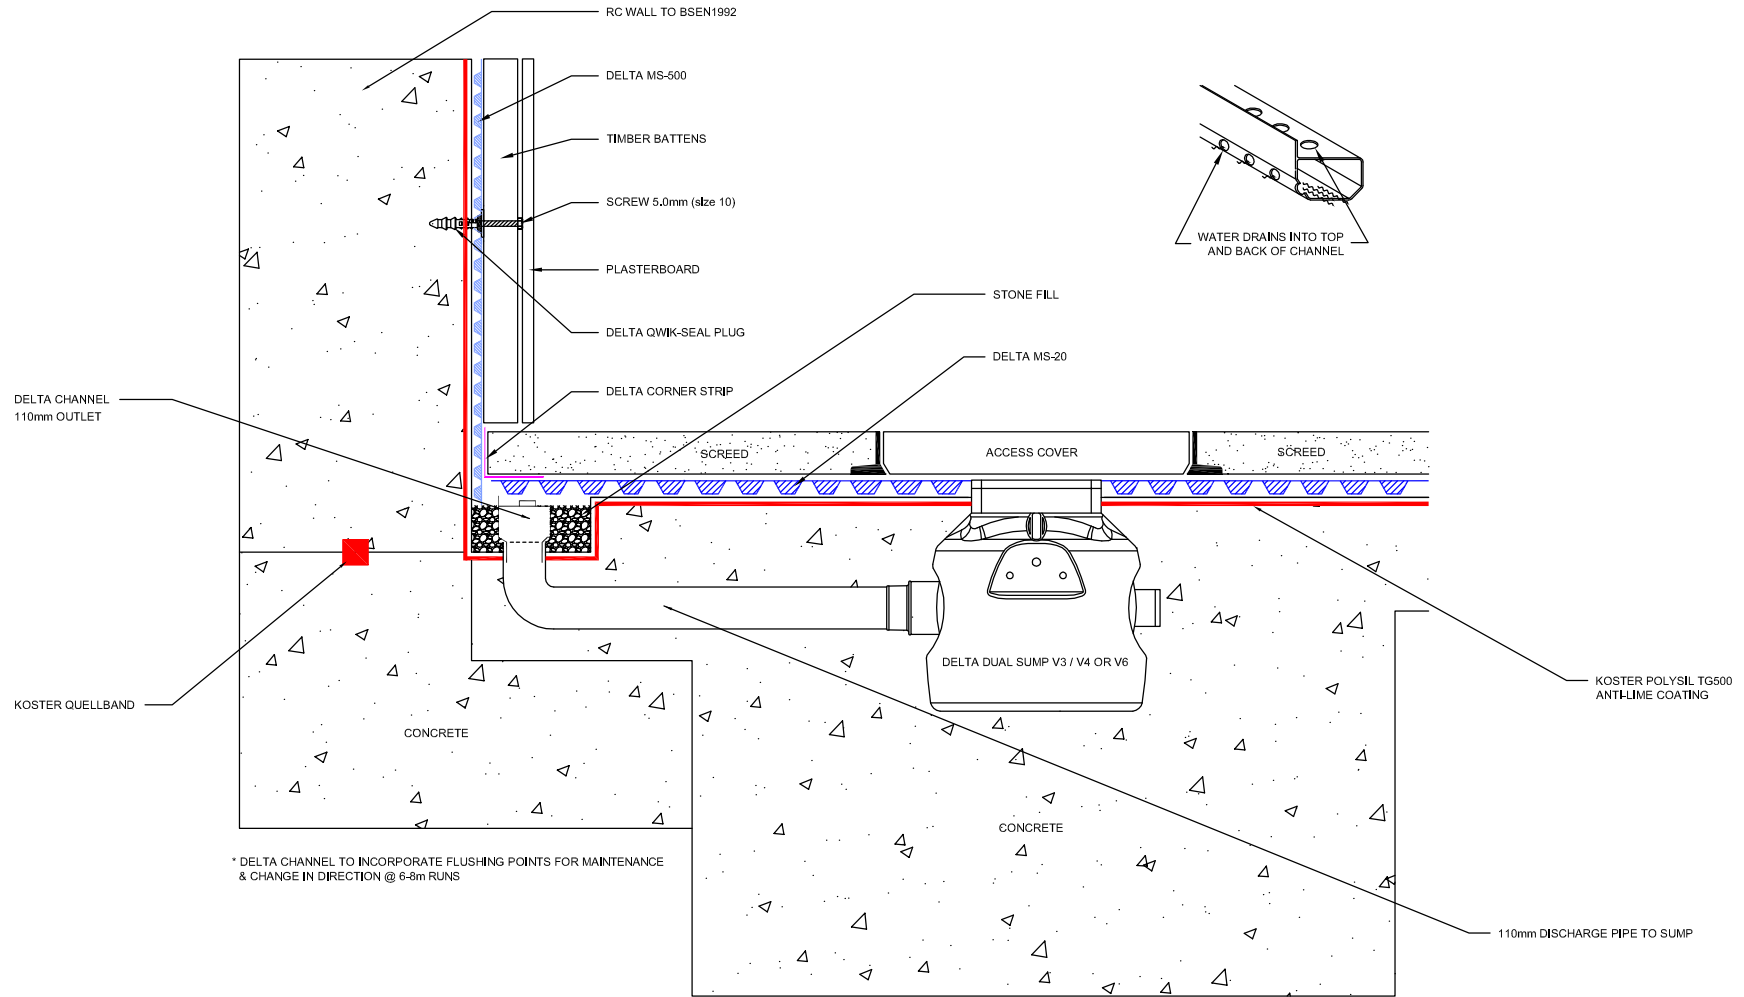 RC WALL TO BSEN1992
DELTA MS-500
TIMBER BATTENS
SCREW 5.0mm (size 10)
PLASTERBOARD
DELTA QWIK-SEAL PLUG
DELTA CORNER STRIP
WATER DRAINS INTO TOP
AND BACK OF CHANNEL
STONE FILL
DELTA MS-20
DELTA CHANNEL
110mm OUTLET
SCREED
ACCESS COVER
SCREED
DELTA DUAL SUMP V3 / V4 OR V6
KOSTER POLYSIL TG500
ANTI-LIME COATING
KOSTER QUELLBAND
CONCRETE
CONCRETE
* DELTA CHANNEL TO INCORPORATE FLUSHING POINTS FOR MAINTENANCE
& CHANGE IN DIRECTION @ 6-8m RUNS
110mm DISCHARGE PIPE TO SUMP